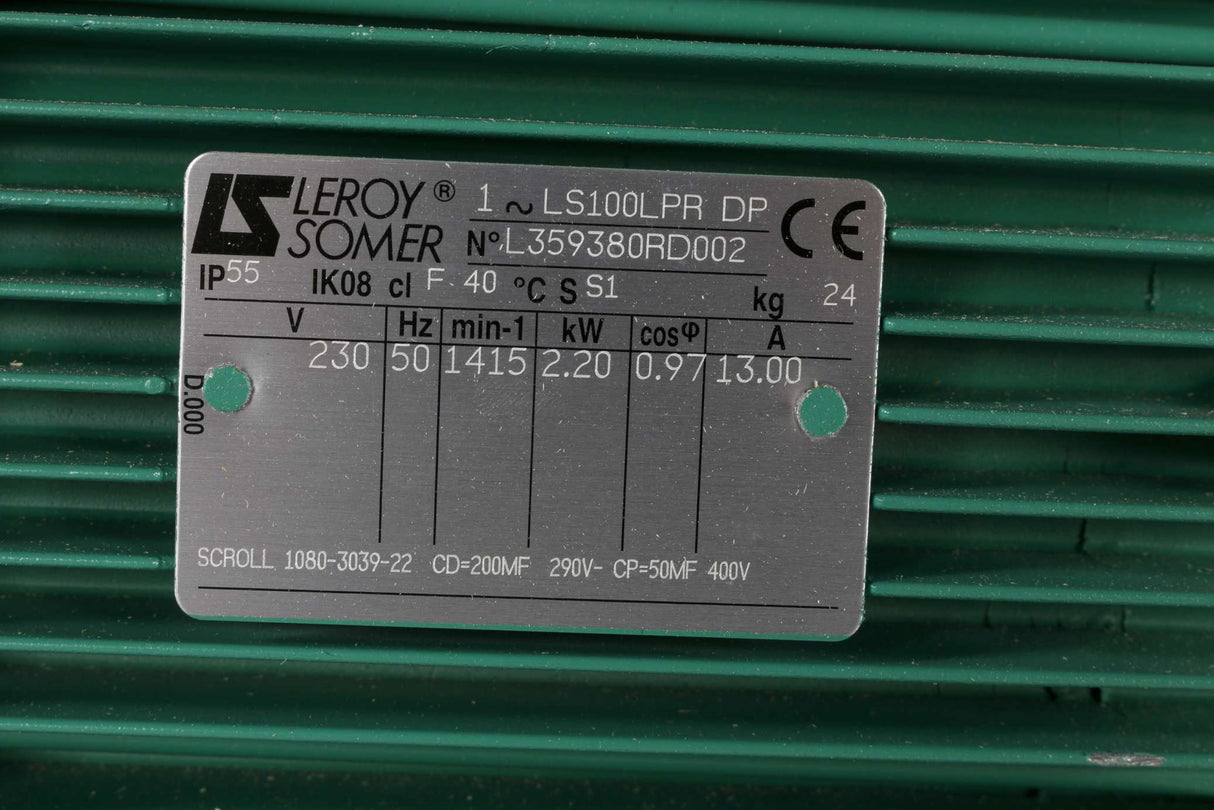 LEROY SOMER ®
1 ~ LS100LPR DP
N° L359380RD002
CE
IP55 IK08 cl F 40 °C S S1 kg 24
V Hz min-1 kW cosφ A
230 50 1415 2.20 0.97 13.00
D.000
SCROLL 1080-3039-22 CD=200MF 290V- CP=50MF 400V